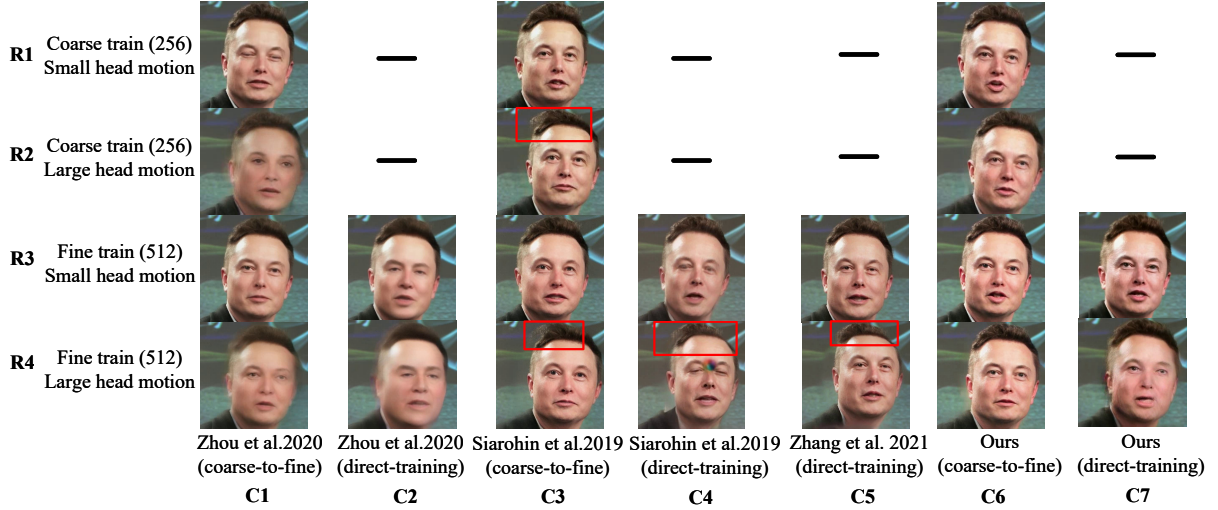 R1
Coarse train (256)
Small head motion
R2
Coarse train (256)
Large head motion
R3
Fine train (512)
Small head motion
R4
Fine train (512)
Large head motion
Zhou et al.2020
(coarse-to-fine)
C1
Zhou et al.2020
(direct-training)
C2
Siarohin et al.2019
(coarse-to-fine)
C3
Siarohin et al.2019
(direct-training)
C4
Zhang et al. 2021
(direct-training)
C5
Ours
(coarse-to-fine)
C6
Ours
(direct-training)
C7